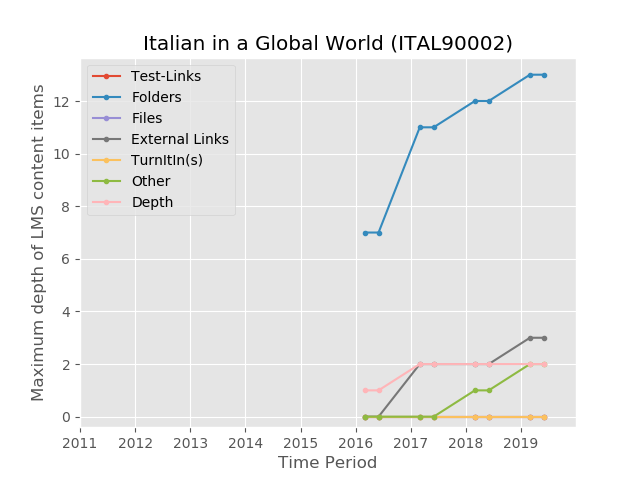 Italian in a Global World (ITAL90002)
Test-Links
Folders
Files
External Links
TurnItIn(s)
Other
Depth
Maximum depth of LMS content items
12
10
8
6
4
2
0
2011 2012 2013 2014 2015 2016 2017 2018 2019
Time Period